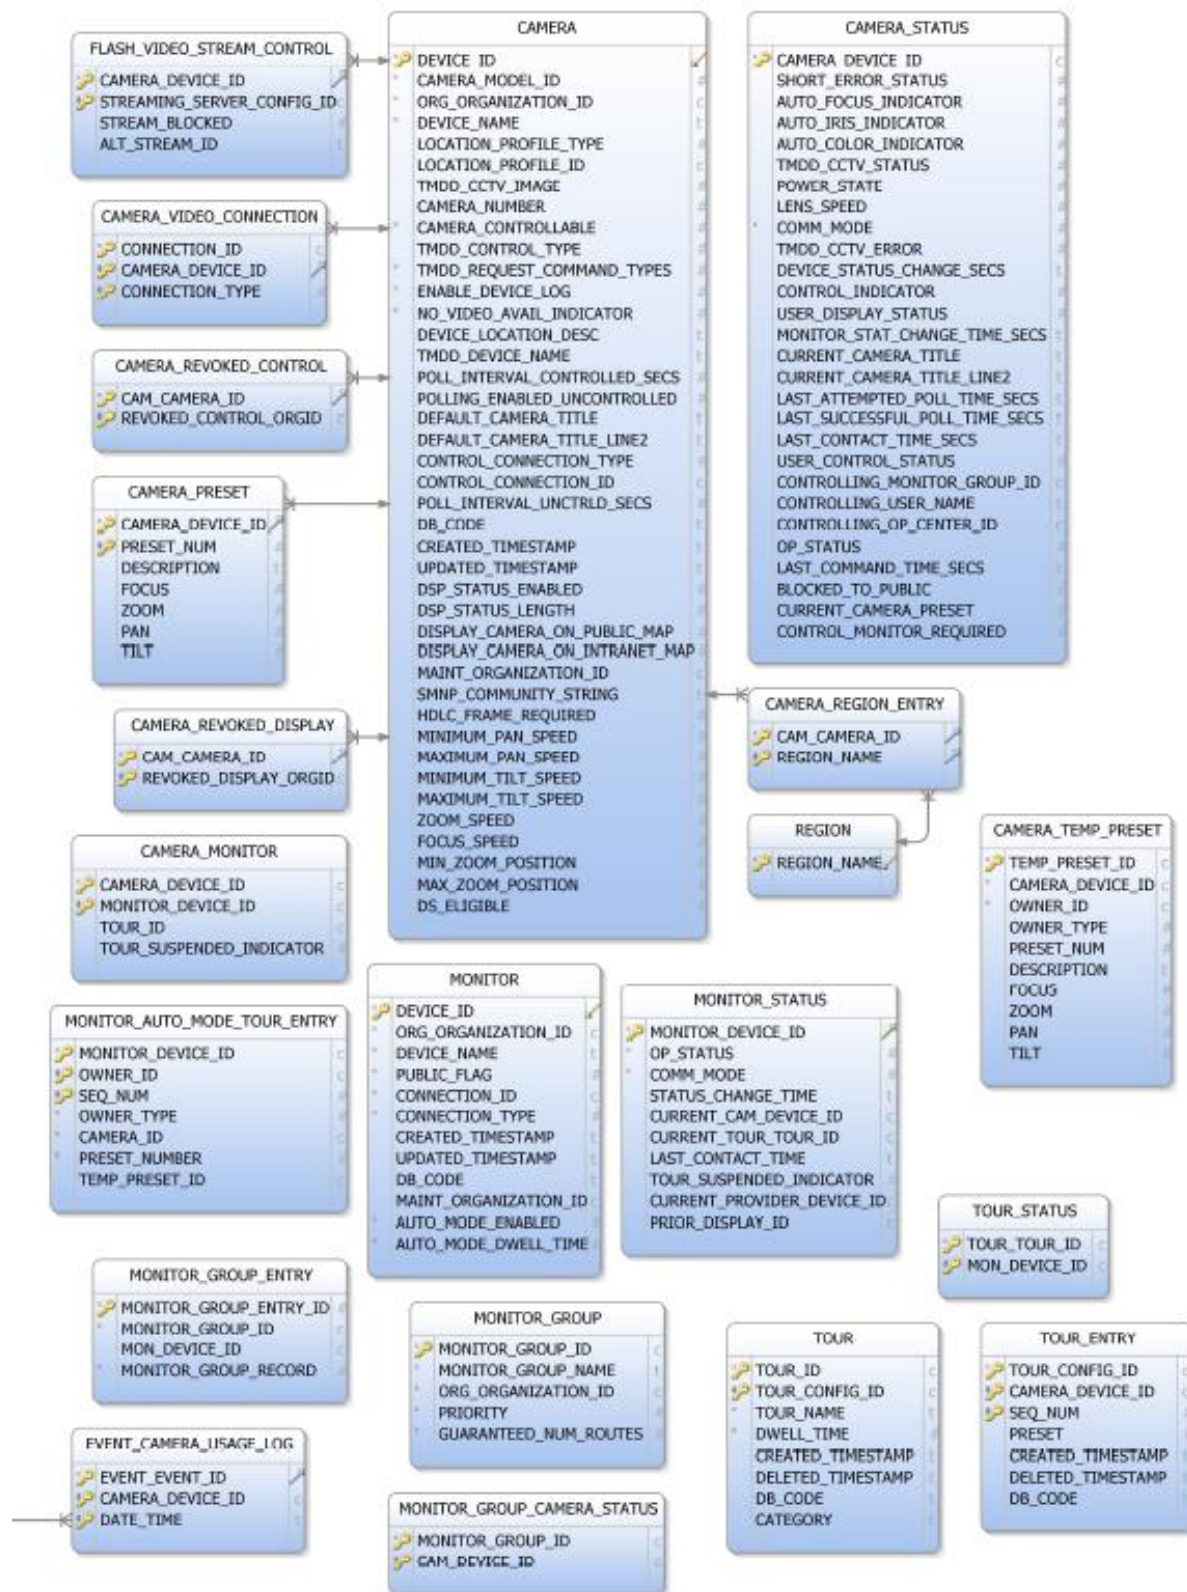 FLASH_VIDEO_STREAM_CONTROL
CAMERA_DEVICE_ID
STREAMING_SERVER_CONFIG_ID
STREAM_BLOCKED
ALT_STREAM_ID
CAMERA_VIDEO_CONNECTION
CONNECTION_ID
CAMERA_DEVICE_ID
CONNECTION_TYPE
CAMERA_REVOKED_CONTROL
CAM_CAMERA_ID
REVOKED_CONTROL_ORGID
CAMERA_PRESET
CAMERA_DEVICE_ID
PRESET_NUM
DESCRIPTION
FOCUS
ZOOM
PAN
TILT
CAMERA_REVOKED_DISPLAY
CAM_CAMERA_ID
REVOKED_DISPLAY_ORGID
CAMERA
DEVICE_ID
CAMERA_MODEL_ID
ORG_ORGANIZATION_ID
DEVICE_NAME
LOCATION_PROFILE_TYPE
LOCATION_PROFILE_ID
TMDD_CCTV_IMAGE
CAMERA_NUMBER
CAMERA_CONTROLLABLE
TMDD_CONTROL_TYPE
TMDD_REQUEST_COMMAND_TYPES
ENABLE_DEVICE_LOG
NO_VIDEO_AVAIL_INDICATOR
DEVICE_LOCATION_DESC
TMDD_DEVICE_NAME
POLL_INTERVAL_CONTROLLED_SECS
POLLING_ENABLED_UNCONTROLLED
DEFAULT_CAMERA_TITLE
DEFAULT_CAMERA_TITLE_LINE2
CONTROL_CONNECTION_TYPE
CONTROL_CONNECTION_ID
POLL_INTERVAL_UNCTRLD_SECS
DB_CODE
CREATED_TIMESTAMP
UPDATED_TIMESTAMP
DSP_STATUS_ENABLED
DSP_STATUS_LENGTH
DISPLAY_CAMERA_ON_PUBLIC_MAP
DISPLAY_CAMERA_ON_INTRANET_MAP
MAINT_ORGANIZATION_ID
SMNP_COMMUNITY_STRING
HDLC_FRAME_REQUIRED
MINIMUM_PAN_SPEED
MAXIMUM_PAN_SPEED
MINIMUM_TILT_SPEED
MAXIMUM_TILT_SPEED
ZOOM_SPEED
FOCUS_SPEED
MIN_ZOOM_POSITION
MAX_ZOOM_POSITION
DS_ELIGIBLE
CAMERA_STATUS
CAMERA_DEVICE_ID
SHORT_ERROR_STATUS
AUTO_FOCUS_INDICATOR
AUTO_IRIS_INDICATOR
AUTO_COLOR_INDICATOR
TMDD_CCTV_STATUS
POWER_STATE
LENS_SPEED
COMM_MODE
TMDD_CCTV_ERROR
DEVICE_STATUS_CHANGE_SECS
CONTROL_INDICATOR
USER_DISPLAY_STATUS
MONITOR_STAT_CHANGE_TIME_SECS
CURRENT_CAMERA_TITLE
CURRENT_CAMERA_TITLE_LINE2
LAST_ATTEMPTED_POLL_TIME_SECS
LAST_SUCCESSFUL_POLL_TIME_SECS
LAST_CONTACT_TIME_SECS
USER_CONTROL_STATUS
CONTROLLING_MONITOR_GROUP_ID
CONTROLLING_USER_NAME
CONTROLLING_OP_CENTER_ID
OP_STATUS
LAST_COMMAND_TIME_SECS
BLOCKED_TO_PUBLIC
CURRENT_CAMERA_PRESET
CONTROL_MONITOR_REQUIRED
CAMERA_REGION_ENTRY
CAM_CAMERA_ID
REGION_NAME
REGION
REGION_NAME
CAMERA_TEMP_PRESET
TEMP_PRESET_ID
CAMERA_DEVICE_ID
OWNER_ID
OWNER_TYPE
PRESET_NUM
DESCRIPTION
FOCUS
ZOOM
PAN
TILT
CAMERA_MONITOR
CAMERA_DEVICE_ID
MONITOR_DEVICE_ID
TOUR_ID
TOUR_SUSPENDED_INDICATOR
MONITOR_AUTO_MODE_TOUR_ENTRY
MONITOR_DEVICE_ID
OWNER_ID
SEQ_NUM
OWNER_TYPE
CAMERA_ID
PRESET_NUMBER
TEMP_PRESET_ID
MONITOR
DEVICE_ID
ORG_ORGANIZATION_ID
DEVICE_NAME
PUBLIC_FLAG
CONNECTION_ID
CONNECTION_TYPE
CREATED_TIMESTAMP
UPDATED_TIMESTAMP
DB_CODE
MAINT_ORGANIZATION_ID
AUTO_MODE_ENABLED
AUTO_MODE_DWELL_TIME
MONITOR_STATUS
MONITOR_DEVICE_ID
OP_STATUS
COMM_MODE
STATUS_CHANGE_TIME
CURRENT_CAM_DEVICE_ID
CURRENT_TOUR_TOUR_ID
LAST_CONTACT_TIME
TOUR_SUSPENDED_INDICATOR
CURRENT_PROVIDER_DEVICE_ID
PRIOR_DISPLAY_ID
TOUR_STATUS
TOUR_TOUR_ID
MON_DEVICE_ID
MONITOR_GROUP_ENTRY
MONITOR_GROUP_ENTRY_ID
MONITOR_GROUP_ID
MON_DEVICE_ID
MONITOR_GROUP_RECORD
MONITOR_GROUP
MONITOR_GROUP_ID
MONITOR_GROUP_NAME
ORG_ORGANIZATION_ID
PRIORITY
GUARANTEED_NUM_ROUTES
TOUR
TOUR_ID
TOUR_CONFIG_ID
TOUR_NAME
DWELL_TIME
CREATED_TIMESTAMP
DELETED_TIMESTAMP
DB_CODE
CATEGORY
TOUR_ENTRY
TOUR_CONFIG_ID
CAMERA_DEVICE_ID
SEQ_NUM
PRESET
CREATED_TIMESTAMP
DELETED_TIMESTAMP
DB_CODE
EVENT_CAMERA_USAGE_LOG
EVENT_EVENT_ID
CAMERA_DEVICE_ID
DATE_TIME
MONITOR_GROUP_CAMERA_STATUS
MONITOR_GROUP_ID
CAM_DEVICE_ID